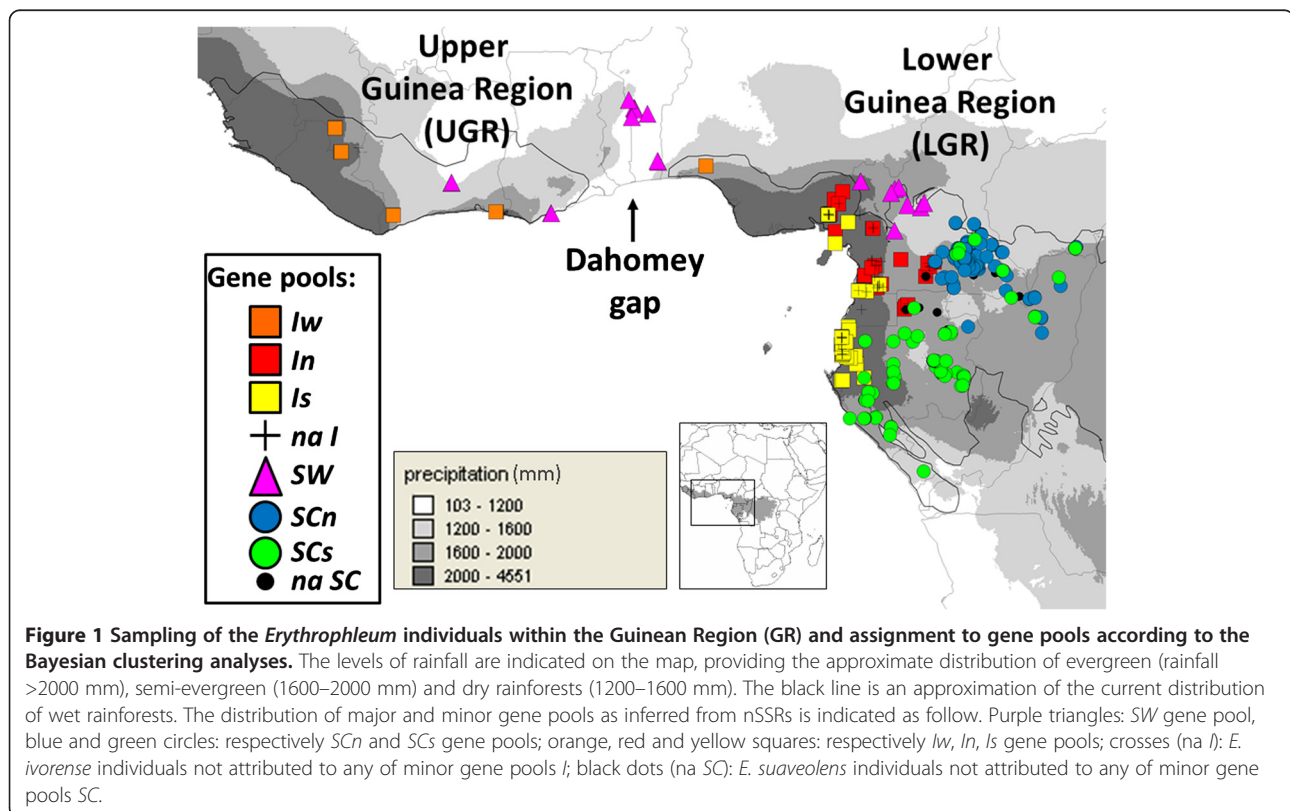 Upper
Guinea Region
(UGR)
Lower
Guinea Region
(LGR)
Dahomey
gap
Gene pools:
Iw
In
Is
na I
SW
SCn
SCs
na SC
precipitation (mm)
103 - 1200
1200 - 1600
1600 - 2000
2000 - 4551
Figure 1 Sampling of the Erythrophleum individuals within the Guinean Region (GR) and assignment to gene pools according to the
Bayesian clustering analyses. The levels of rainfall are indicated on the map, providing the approximate distribution of evergreen (rainfall
>2000 mm), semi-evergreen (1600–2000 mm) and dry rainforests (1200–1600 mm). The black line is an approximation of the current distribution
of wet rainforests. The distribution of major and minor gene pools as inferred from nSSRs is indicated as follow. Purple triangles: SW gene pool,
blue and green circles: respectively SCn and SCs gene pools; orange, red and yellow squares: respectively Iw, In, Is gene pools; crosses (na I): E.
ivorense individuals not attributed to any of minor gene pools I; black dots (na SC): E. suaveolens individuals not attributed to any of minor gene
pools SC.